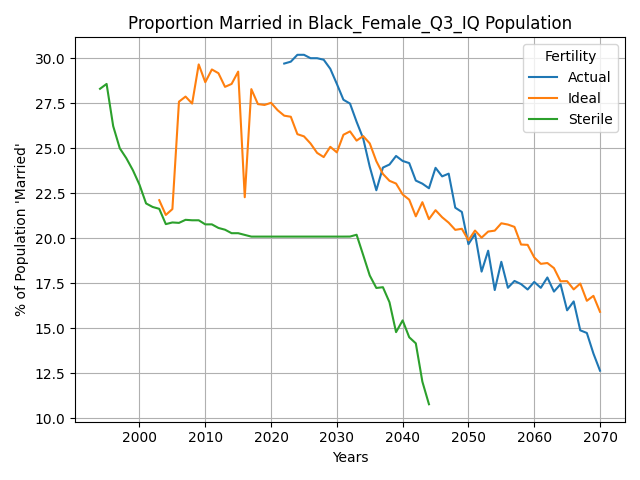 Proportion Married in Black_Female_Q3_IQ Population
% of Population 'Married'
30.0
27.5
25.0
22.5
20.0
17.5
15.0
12.5
10.0
Fertility
Actual
Ideal
Sterile
2000 2010 2020 2030 2040 2050 2060 2070
Years